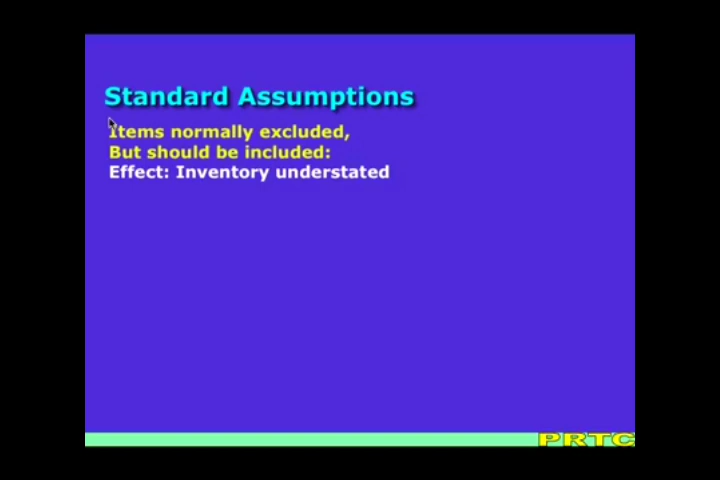 Standard Assumptions
Items normally excluded,
But should be included:
Effect: Inventory understated
PRTC